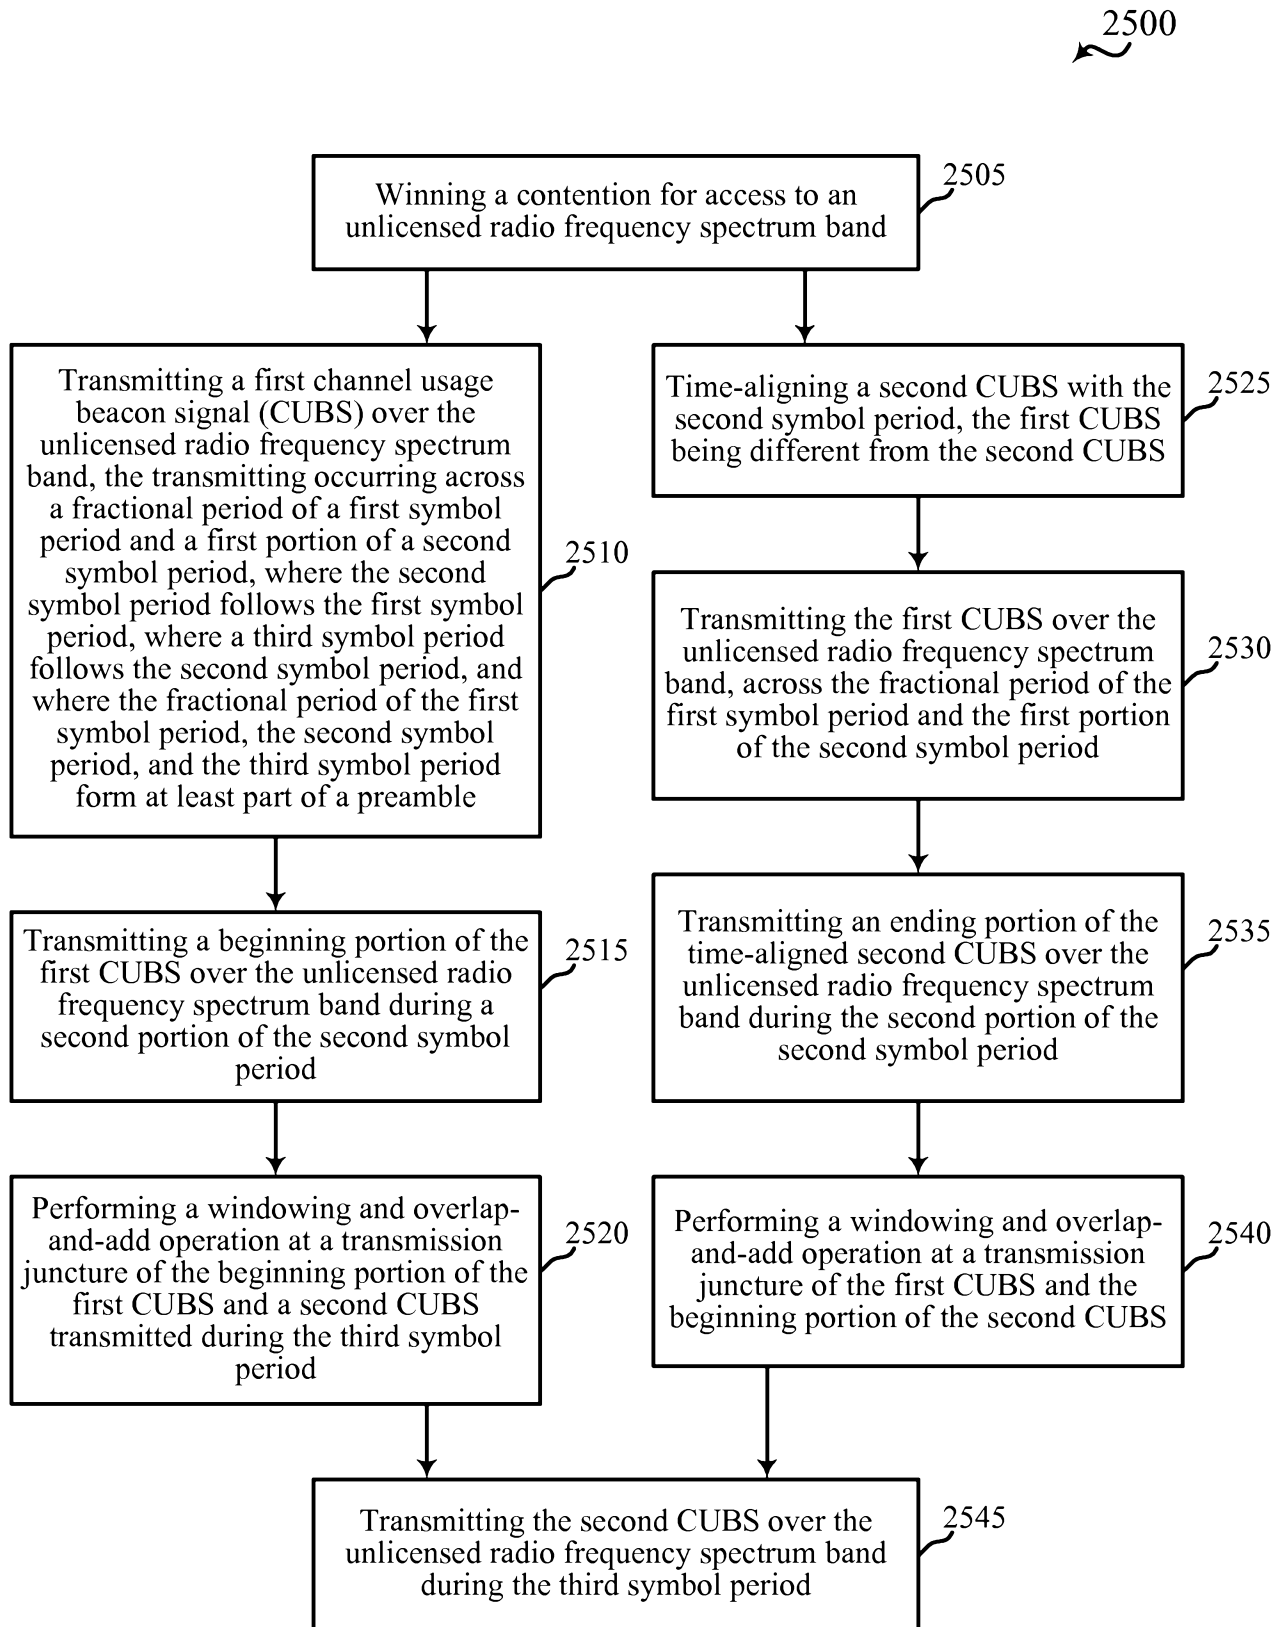 2500
Winning a contention for access to an
unlicensed radio frequency spectrum band
2505
Transmitting a first channel usage
beacon signal (CUBS) over the
unlicensed radio frequency spectrum
band, the transmitting occurring across
a fractional period of a first symbol
period and a first portion of a second
symbol period, where the second
symbol period follows the first symbol
period, where a third symbol period
follows the second symbol period, and
where the fractional period of the first
symbol period, the second symbol
period, and the third symbol period
form at least part of a preamble
2510
Transmitting a beginning portion of the
first CUBS over the unlicensed radio
frequency spectrum band during a
second portion of the second symbol
period
2515
Performing a windowing and overlap-
and-add operation at a transmission
juncture of the beginning portion of the
first CUBS and a second CUBS
transmitted during the third symbol
period
2520
Time-aligning a second CUBS with the
second symbol period, the first CUBS
being different from the second CUBS
2525
Transmitting the first CUBS over the
unlicensed radio frequency spectrum
band, across the fractional period of the
first symbol period and the first portion
of the second symbol period
2530
Transmitting an ending portion of the
time-aligned second CUBS over the
unlicensed radio frequency spectrum
band during the second portion of the
second symbol period
2535
Performing a windowing and overlap-
and-add operation at a transmission
juncture of the first CUBS and the
beginning portion of the second CUBS
2540
Transmitting the second CUBS over the
unlicensed radio frequency spectrum band
during the third symbol period
2545